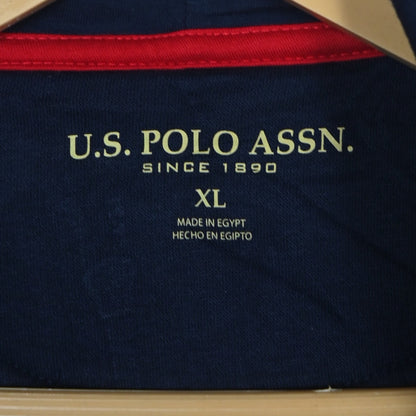 U.S. POLO ASSN.
SINCE 1890
XL
MADE IN EGYPT
HECHO EN EGIPTO